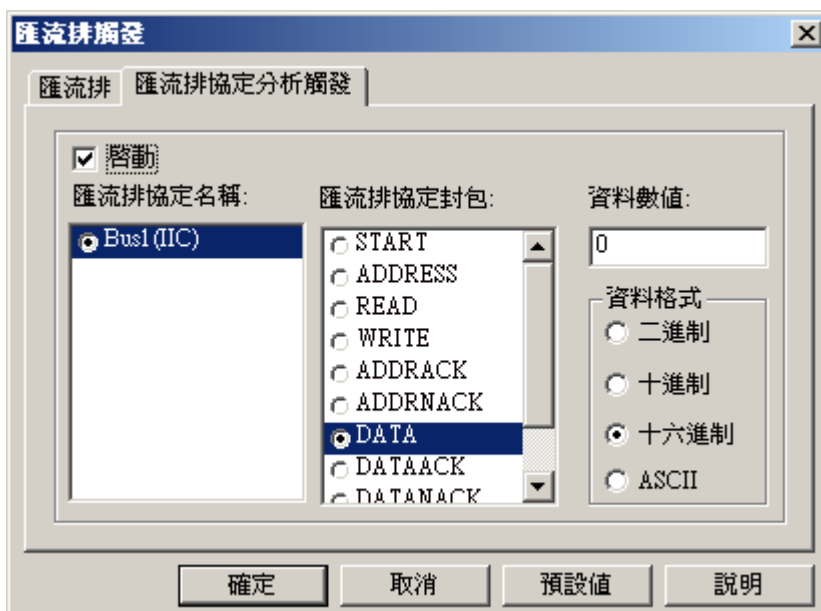 匯流排觸發
匯流排 匯流排協定分析觸發
啓動
匯流排協定名稱: 匯流排協定封包: 資料數值:
Bus1(IIC)
START
ADDRESS
READ
WRITE
ADDRACK
ADDRNACK
DATA
DATAACK
DATANACK
0
資料格式
二進制
十進制
十六進制
ASCII
確定 取消 預設值 說明